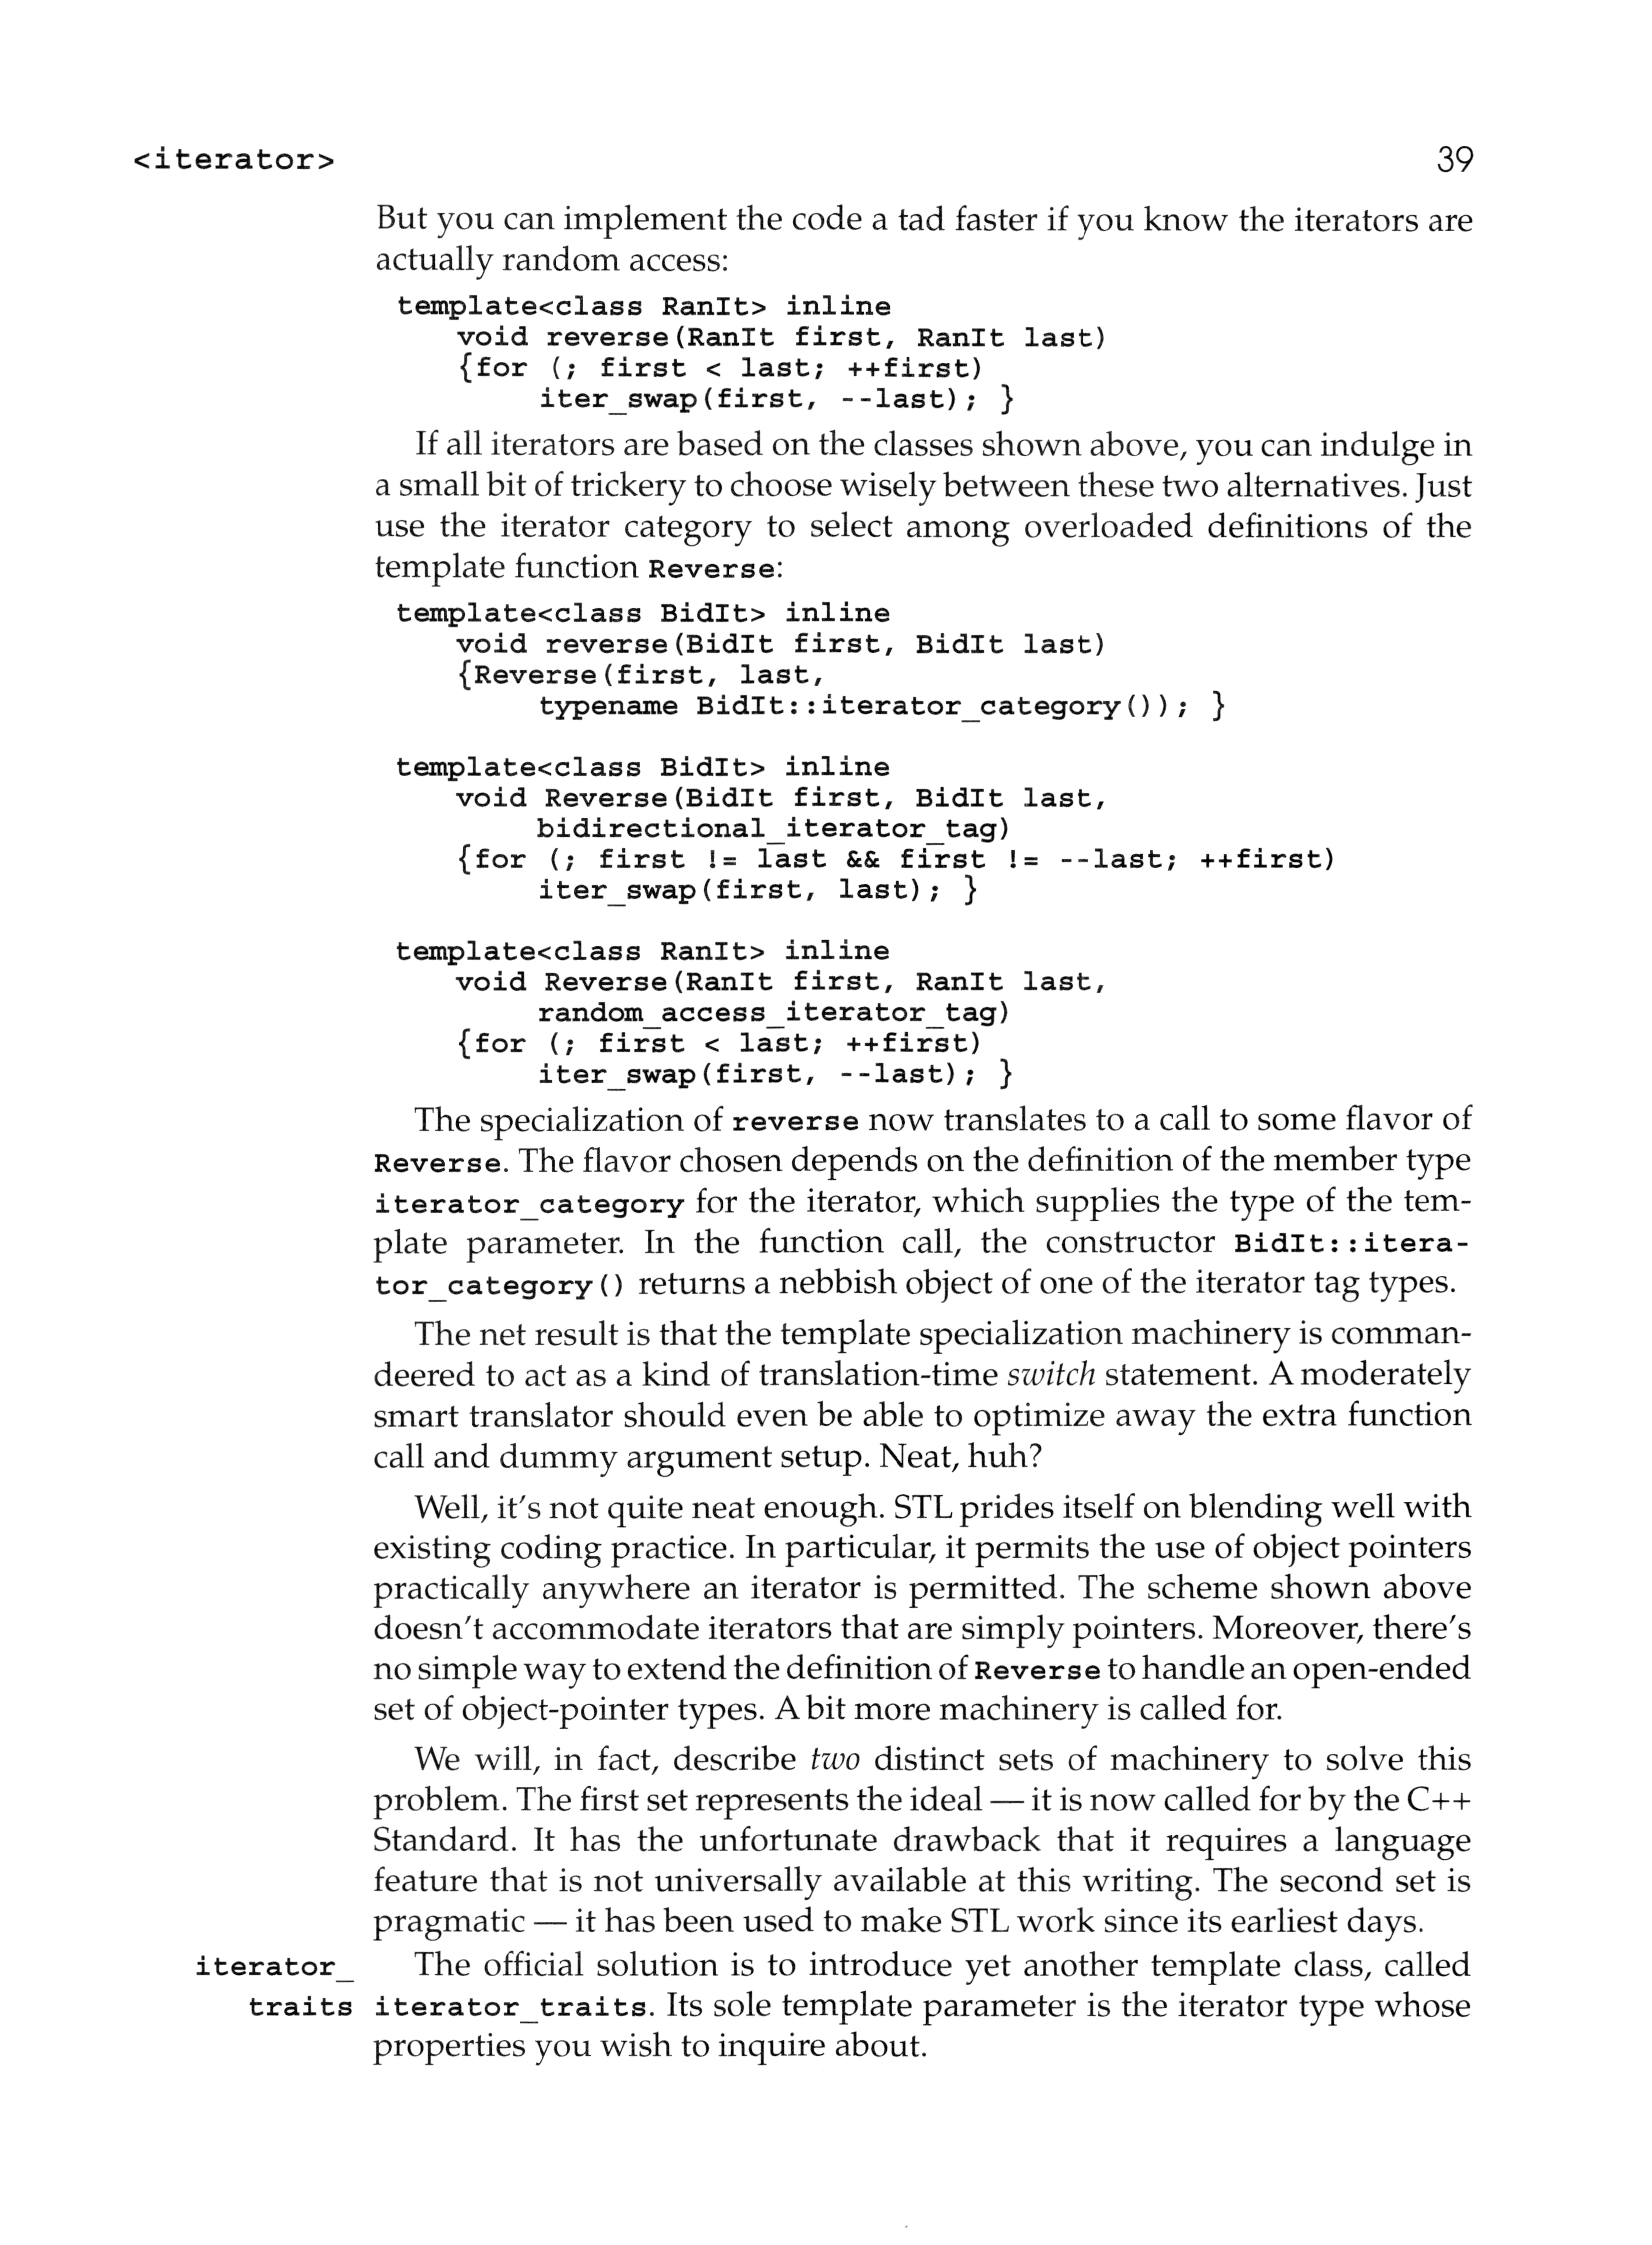 <iterator> 39
But you can implement the code a tad faster if you know the iterators are
actually random access:
template<class RanIt> inline
void reverse(RanIt first, RanIt last)
{for (; first < last; ++first)
iter_swap(first, --last); }
If all iterators are based on the classes shown above, you can indulge in
a small bit of trickery to choose wisely between these two alternatives. Just
use the iterator category to select among overloaded definitions of the
template function Reverse:
template<class BidIt> inline
void reverse(BidIt first, BidIt last)
{Reverse(first, last,
typename BidIt::iterator_category()); }
template<class BidIt> inline
void Reverse(BidIt first, BidIt last,
bidirectional_iterator_tag)
{for (; first != last && first != --last; ++first)
iter_swap(first, last); }
template<class RanIt> inline
void Reverse(RanIt first, RanIt last,
random_access_iterator_tag)
{for (; first < last; ++first)
iter_swap(first, --last); }
The specialization of reverse now translates to a call to some flavor of
Reverse. The flavor chosen depends on the definition of the member type
iterator_category for the iterator, which supplies the type of the tem-
plate parameter. In the function call, the constructor BidIt::itera-
tor_category() returns a nebbish object of one of the iterator tag types.
The net result is that the template specialization machinery is comman-
deered to act as a kind of translation-time switch statement. A moderately
smart translator should even be able to optimize away the extra function
call and dummy argument setup. Neat, huh?
Well, it's not quite neat enough. STL prides itself on blending well with
existing coding practice. In particular, it permits the use of object pointers
practically anywhere an iterator is permitted. The scheme shown above
doesn't accommodate iterators that are simply pointers. Moreover, there's
no simple way to extend the definition of Reverse to handle an open-ended
set of object-pointer types. A bit more machinery is called for.
We will, in fact, describe two distinct sets of machinery to solve this
problem. The first set represents the ideal — it is now called for by the C++
Standard. It has the unfortunate drawback that it requires a language
feature that is not universally available at this writing. The second set is
pragmatic — it has been used to make STL work since its earliest days.
iterator_ The official solution is to introduce yet another template class, called
traits iterator_traits. Its sole template parameter is the iterator type whose
properties you wish to inquire about.